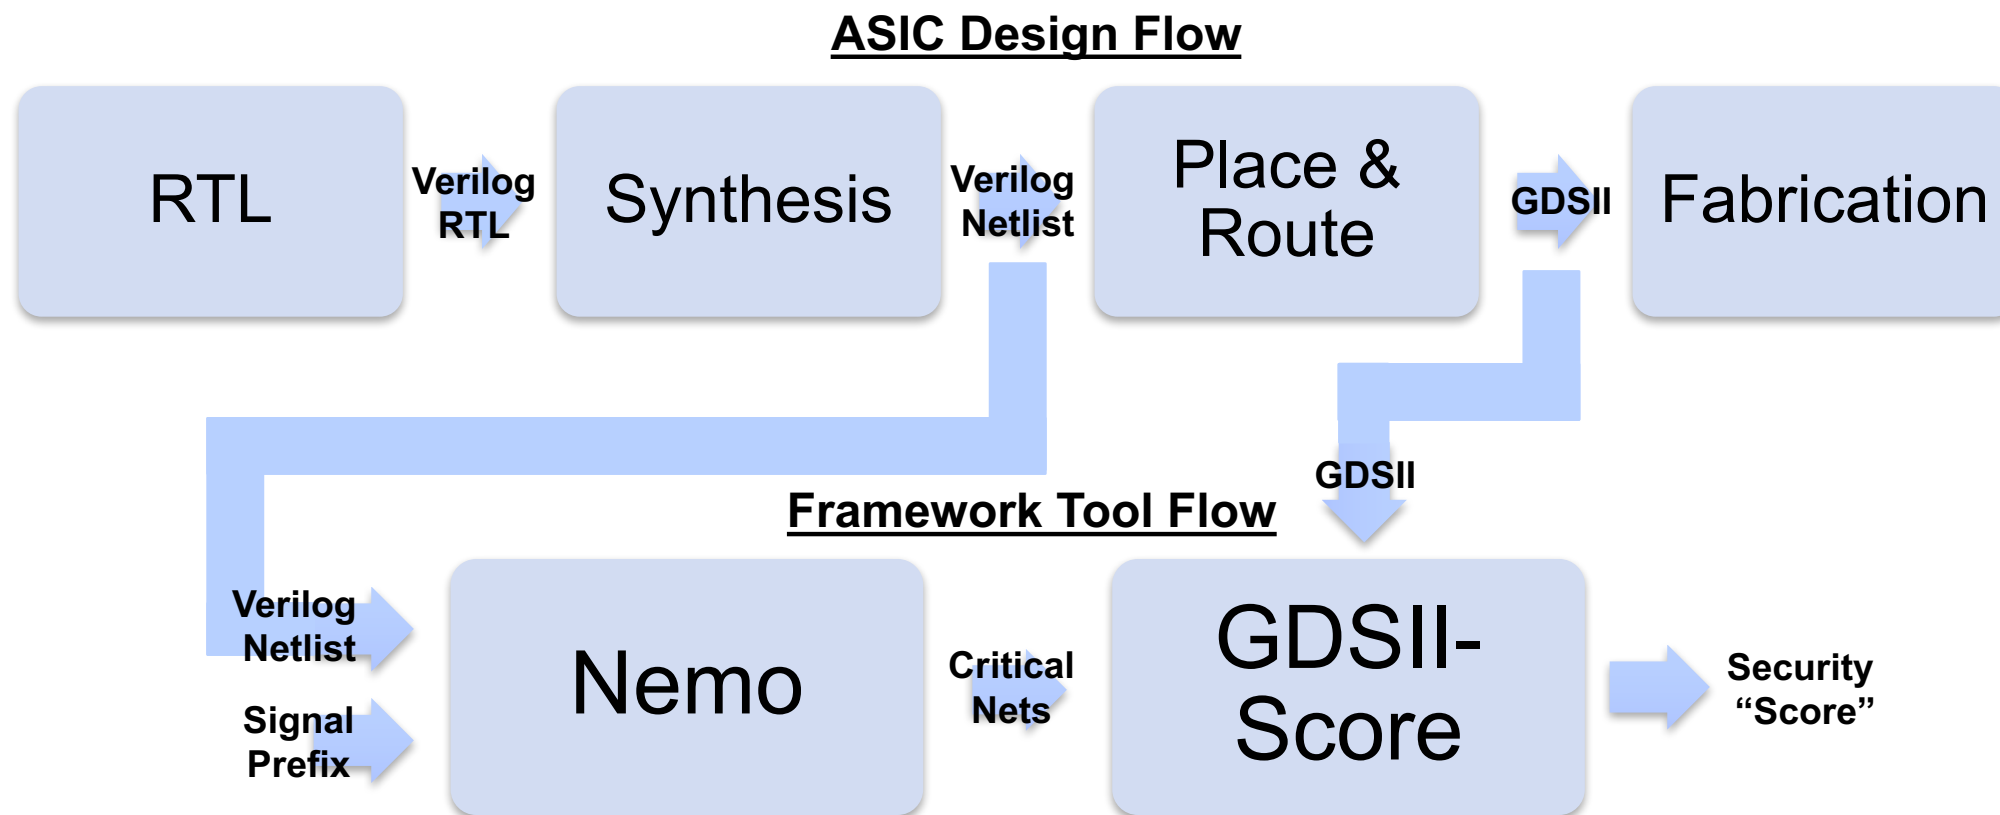 ASIC Design Flow
RTL
Verilog
RTL
Synthesis
Verilog
Netlist
Place &
Route
GDSII
Fabrication
GDSII
Framework Tool Flow
Verilog
Netlist
Signal
Prefix
Nemo
Critical
Nets
GDSII-
Score
Security
“Score”